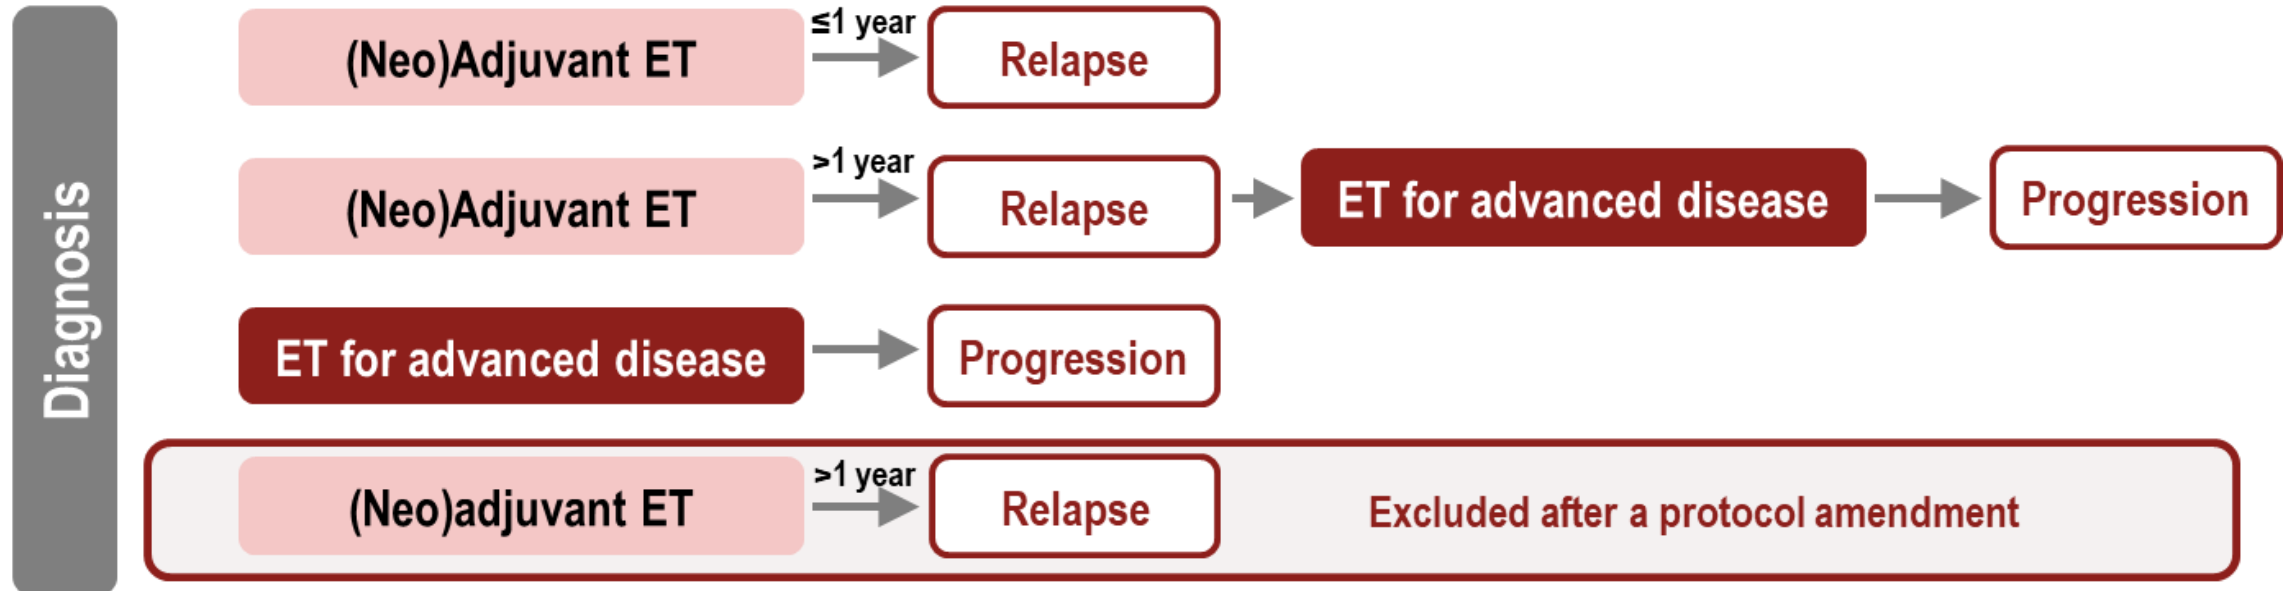 Diagnosis
(Neo)Adjuvant ET
≤1 year
Relapse
(Neo)Adjuvant ET
>1 year
Relapse
ET for advanced disease
Progression
ET for advanced disease
Progression
(Neo)adjuvant ET
>1 year
Relapse
Excluded after a protocol amendment